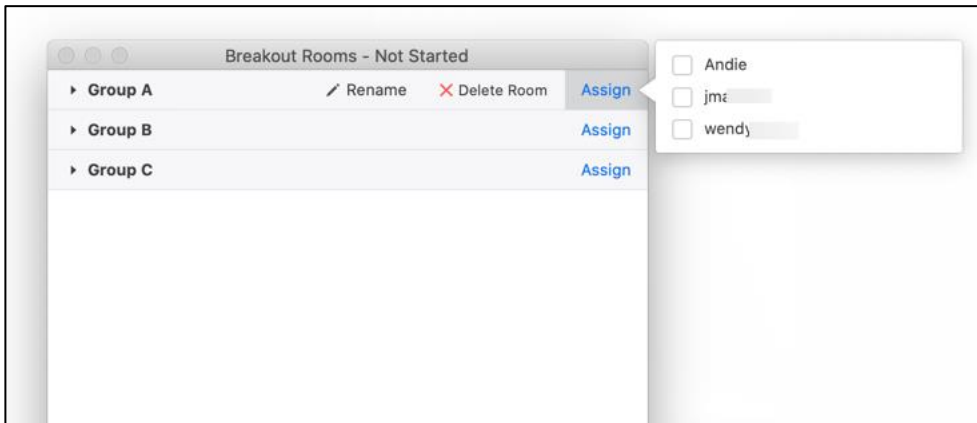 Breakout Rooms - Not Started
Group A Rename Delete Room Assign
Group B Assign
Group C Assign
Andie